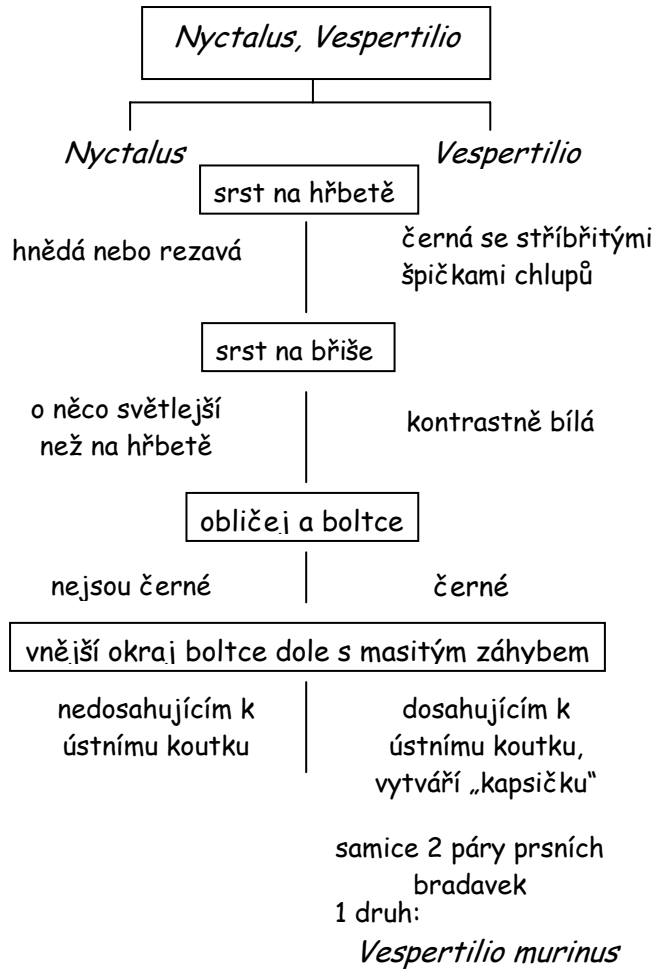 Nyctalus, Vespertilio
Nyctalus
Vespertilio
srst na hřbetě
hnědá nebo rezavá
černá se stříbřitými
špičkami chlupů
srst na břiše
o něco světlejší
než na hřbetě
kontrastně bílá
obličej a boltce
nejsou černé
černé
vnější okraj boltce dole s masitým záhybem
nedosahujícím k
ústnímu koutku
dosahujícím k
ústnímu koutku,
vytváří „kapsičku“
samice 2 páry prsních
bradavek
1 druh:
Vespertilio murinus